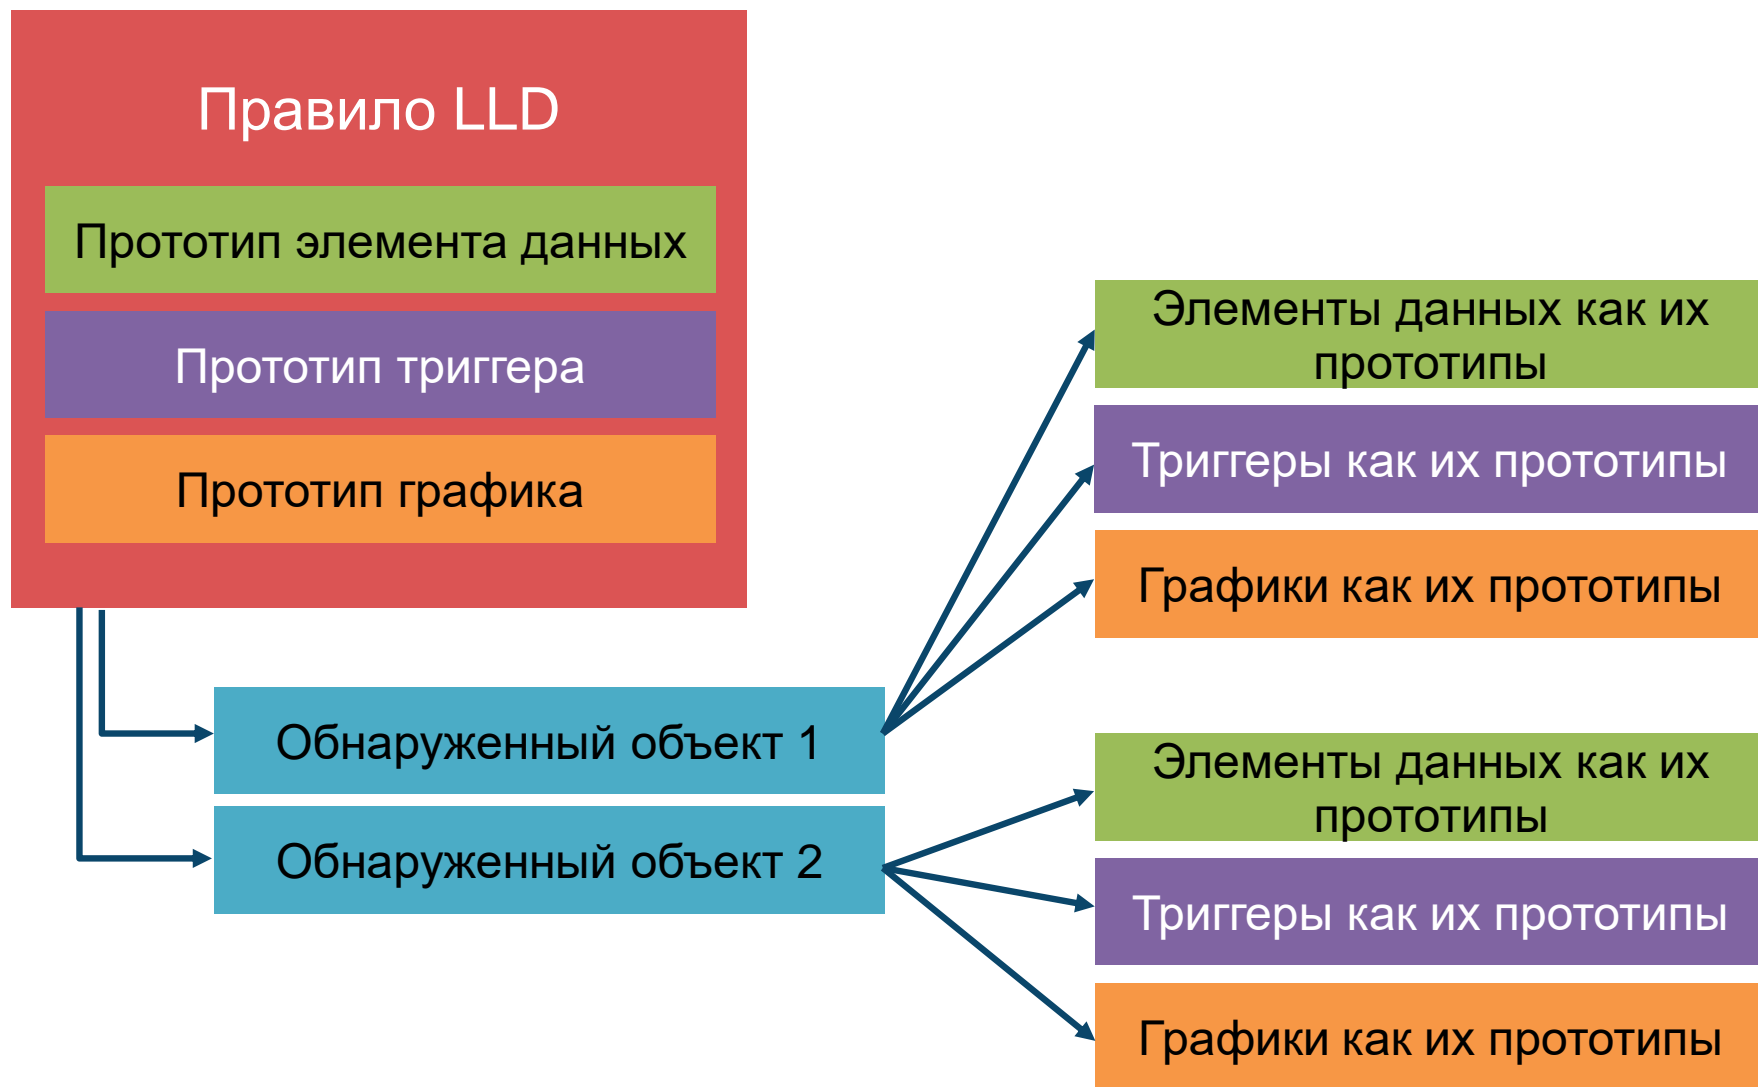 Правило LLD
Прототип элемента данных
Прототип триггера
Прототип графика
Обнаруженный объект 1
Обнаруженный объект 2
Элементы данных как их
прототипы
Триггеры как их прототипы
Графики как их прототипы
Элементы данных как их
прототипы
Триггеры как их прототипы
Графики как их прототипы